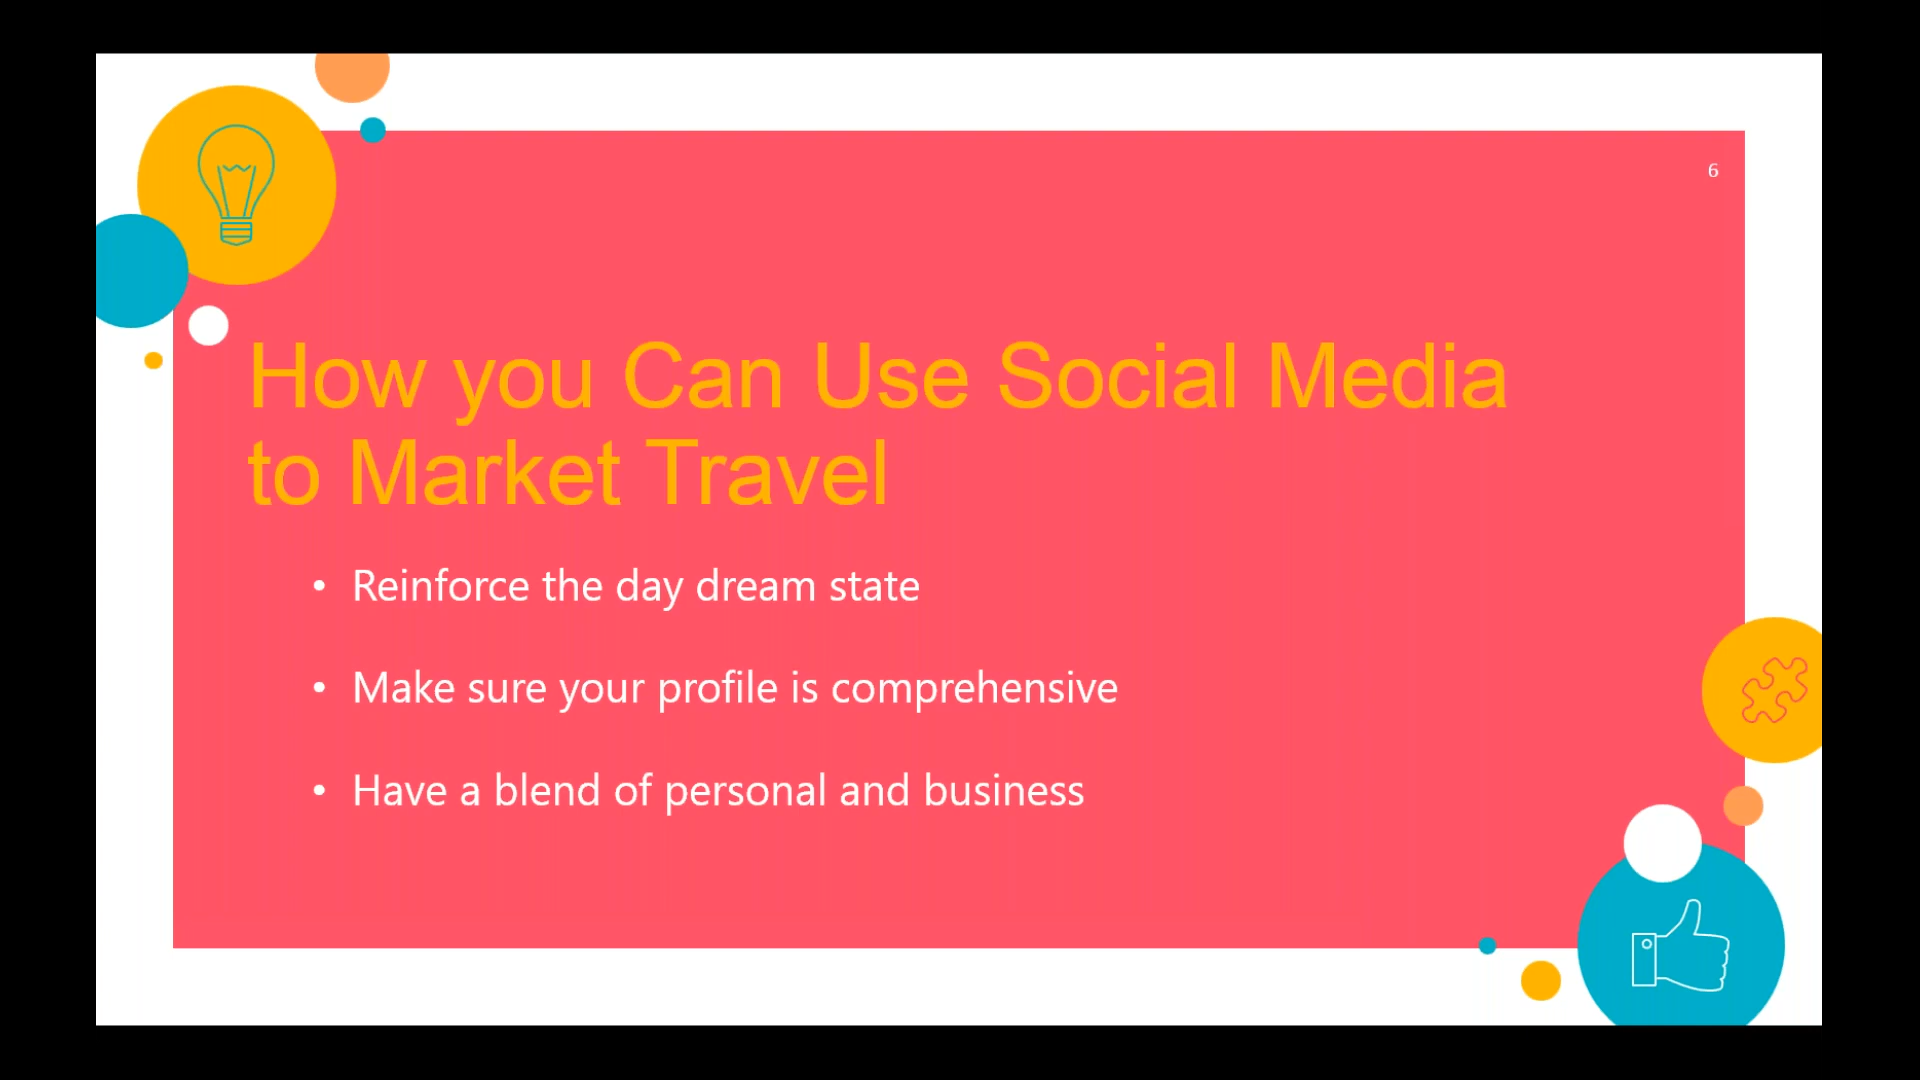 6
How you Can Use Social Media
to Market Travel
• Reinforce the day dream state
• Make sure your profile is comprehensive
• Have a blend of personal and business